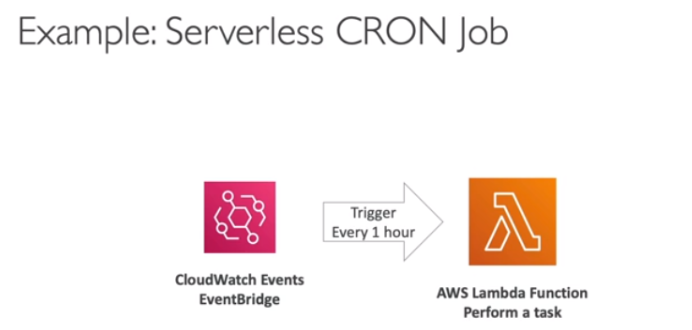 Example: Serverless CRON Job
Trigger
Every 1 hour
CloudWatch Events
EventBridge
AWS Lambda Function
Perform a task